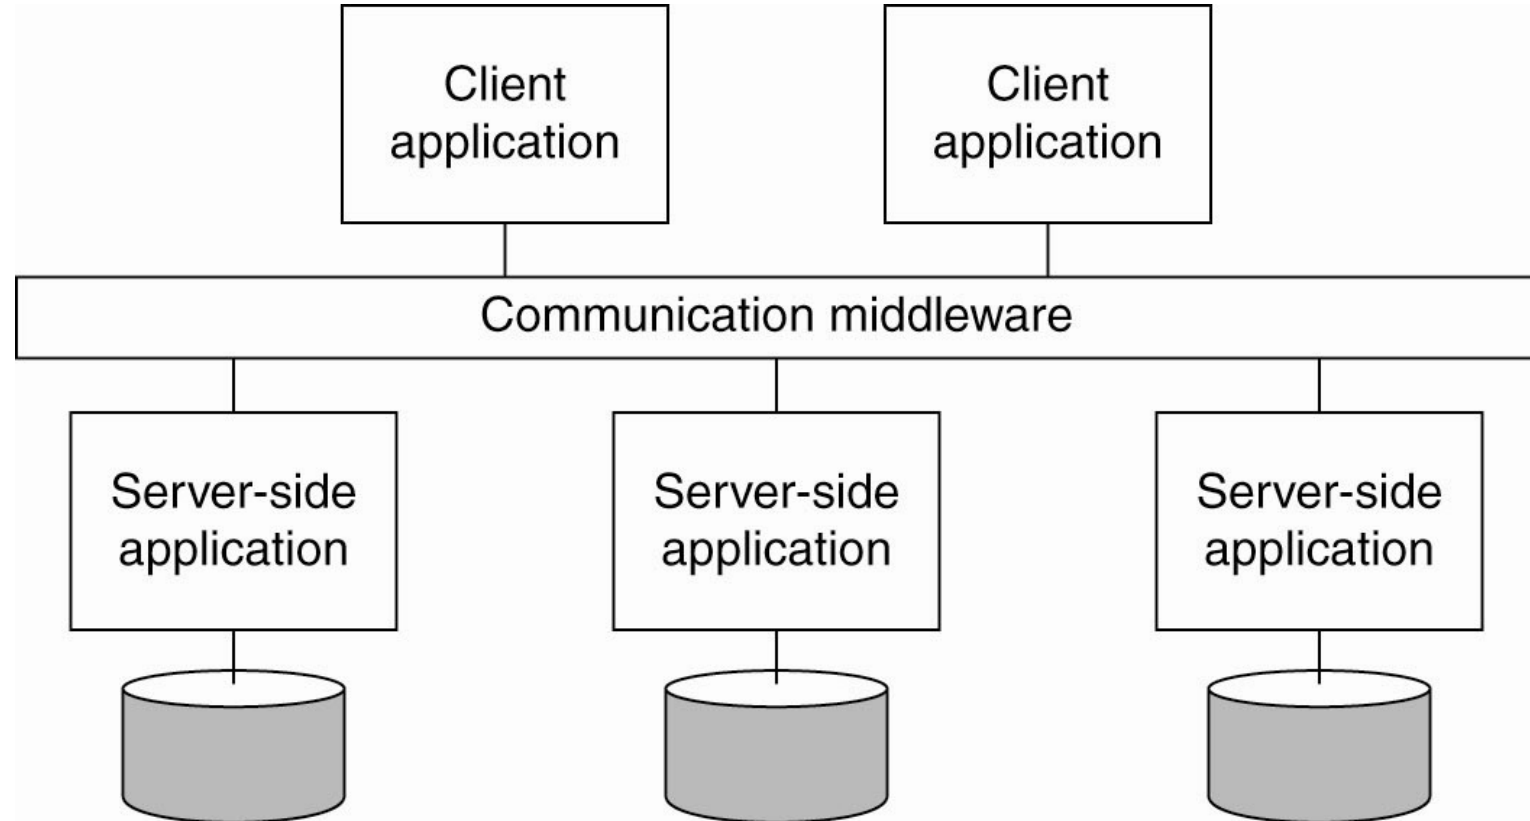 Client
application
Client
application
Communication middleware
Server-side
application
Server-side
application
Server-side
application